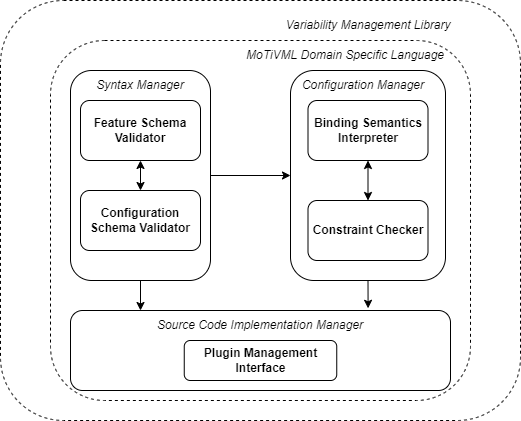 Variability Management Library
MoTiVML Domain Specific Language
Syntax Manager
Feature Schema
Validator
Configuration
Schema Validator
Configuration Manager
Binding Semantics
Interpreter
Constraint Checker
Source Code Implementation Manager
Plugin Management
Interface